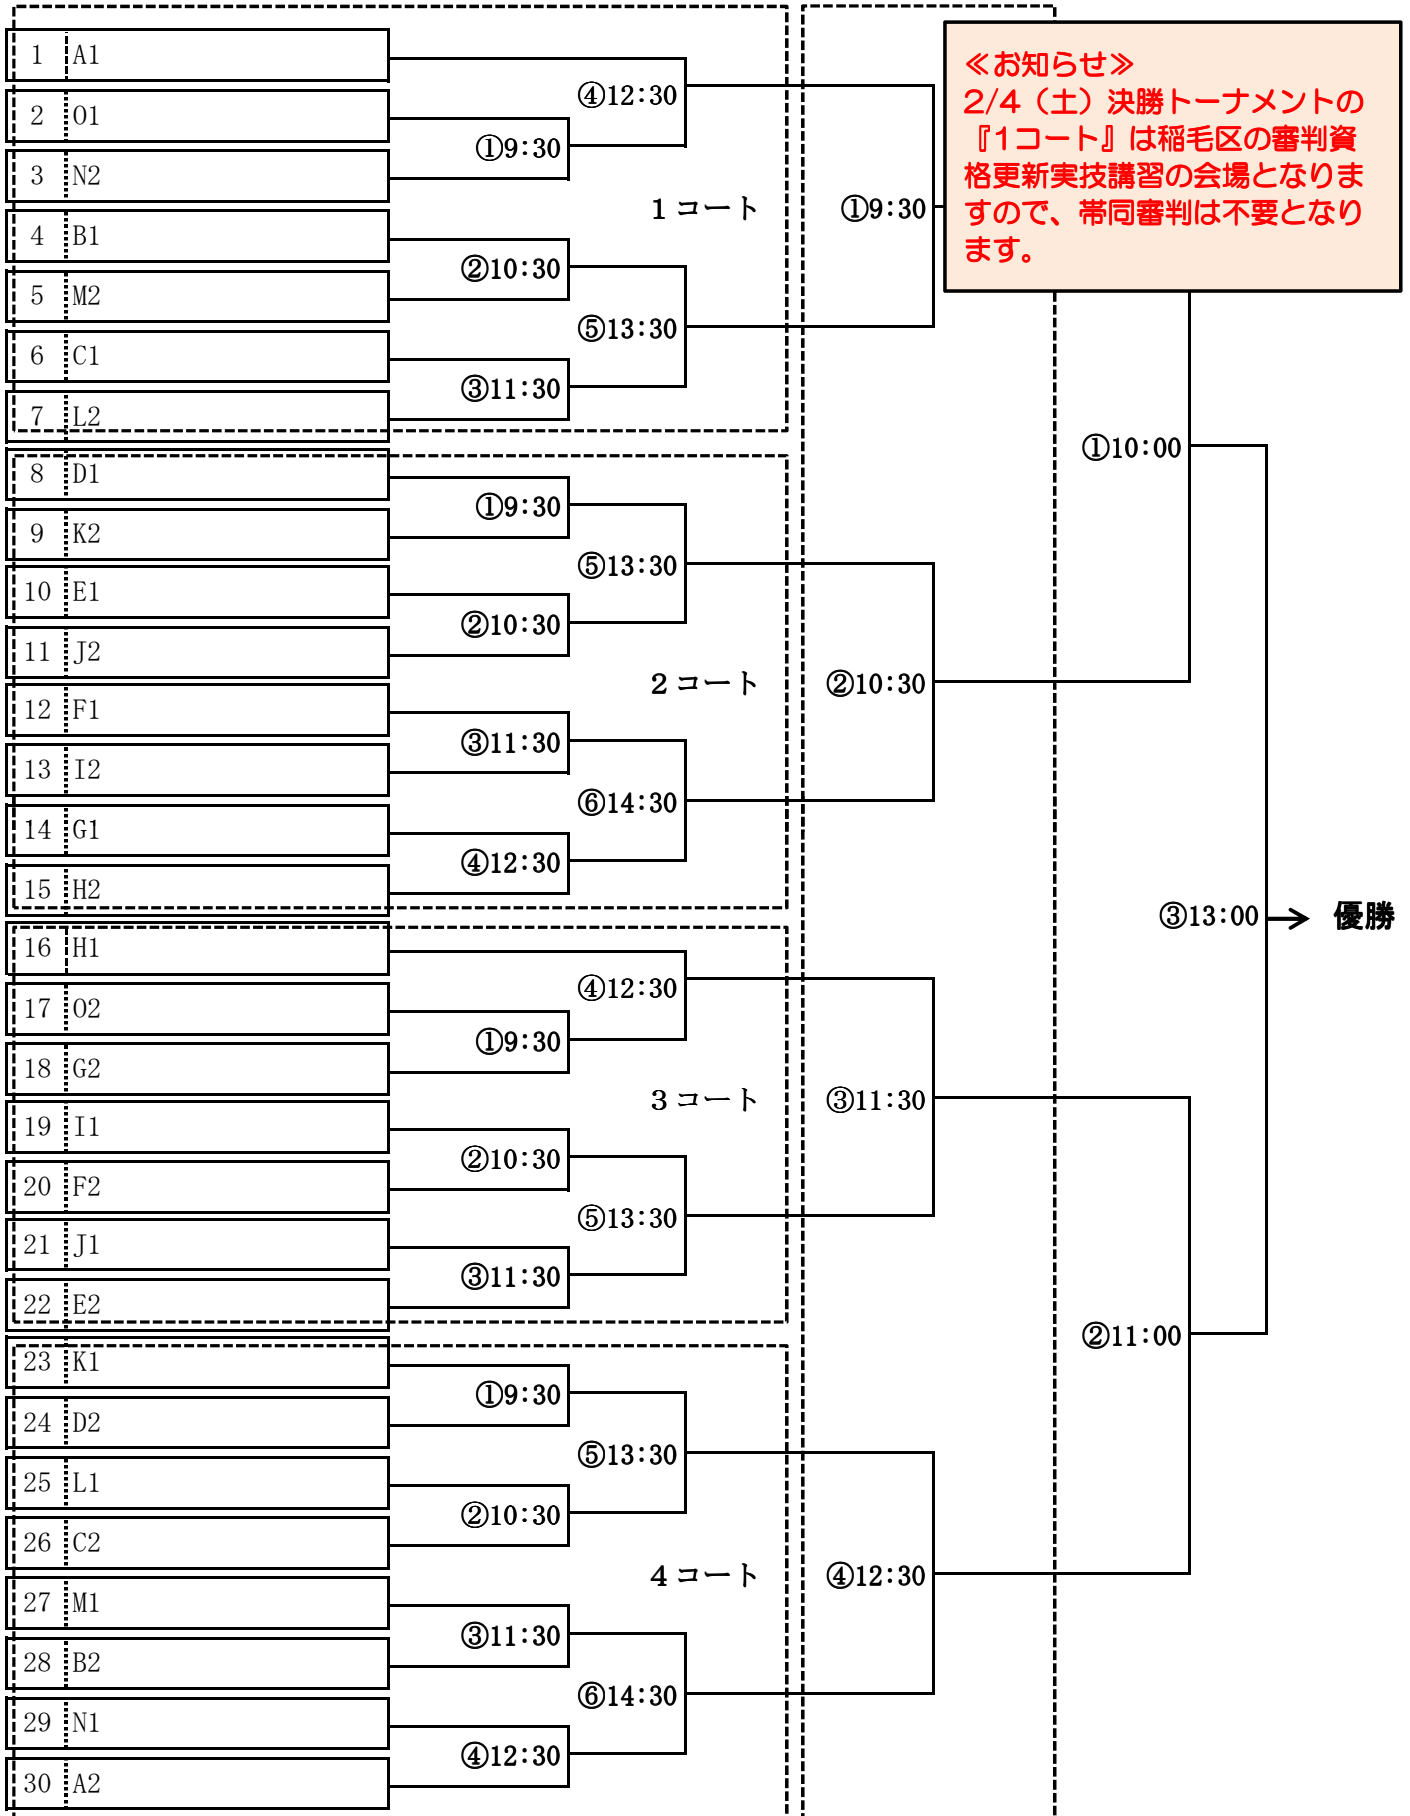 ≪お知らせ≫
2/4（土）決勝トーナメントの
『1コート』は稲毛区の審判資
格更新実技講習の会場となりま
すので、帯同審判は不要となり
ます。
1 A1
④12:30
2 O1
①9:30
3 N2
1コート
①9:30
4 B1
②10:30
5 M2
⑤13:30
6 C1
③11:30
7 L2
①10:00
8 D1
①9:30
9 K2
⑤13:30
10 E1
②10:30
11 J2
2コート
②10:30
12 F1
③11:30
13 I2
⑥14:30
14 G1
④12:30
15 H2
③13:00
優勝
16 H1
④12:30
17 O2
①9:30
18 G2
3コート
③11:30
19 I1
②10:30
20 F2
⑤13:30
21 J1
③11:30
22 E2
②11:00
23 K1
①9:30
24 D2
⑤13:30
25 L1
②10:30
26 C2
4コート
④12:30
27 M1
③11:30
28 B2
⑥14:30
29 N1
④12:30
30 A2